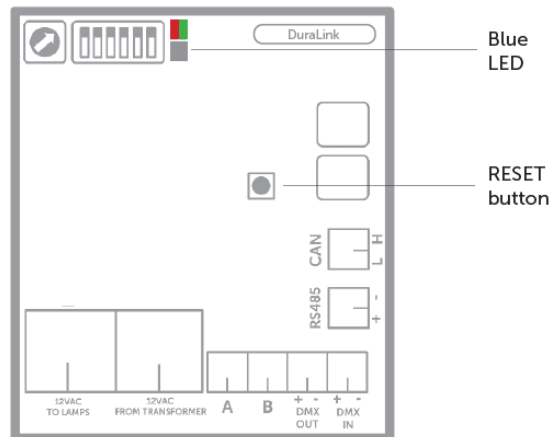 DuraLink
Blue
LED
RESET
button
CAN
H
L
RS485
-
+
12VAC
TO LAMPS
12VAC
FROM TRANSFORMER
A
B
+ -
DMX
OUT
+ -
DMX
IN